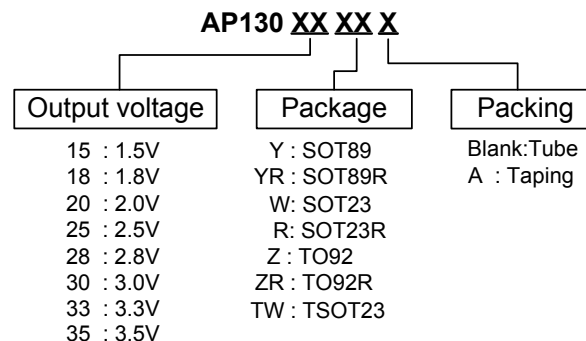 AP130 XX XX X
Output voltage
Package
Packing
15 : 1.5V
18 : 1.8V
20 : 2.0V
25 : 2.5V
28 : 2.8V
30 : 3.0V
33 : 3.3V
35 : 3.5V
Y : SOT89
YR : SOT89R
W: SOT23
R: SOT23R
Z : TO92
ZR : TO92R
TW : TSOT23
Blank:Tube
A : Taping